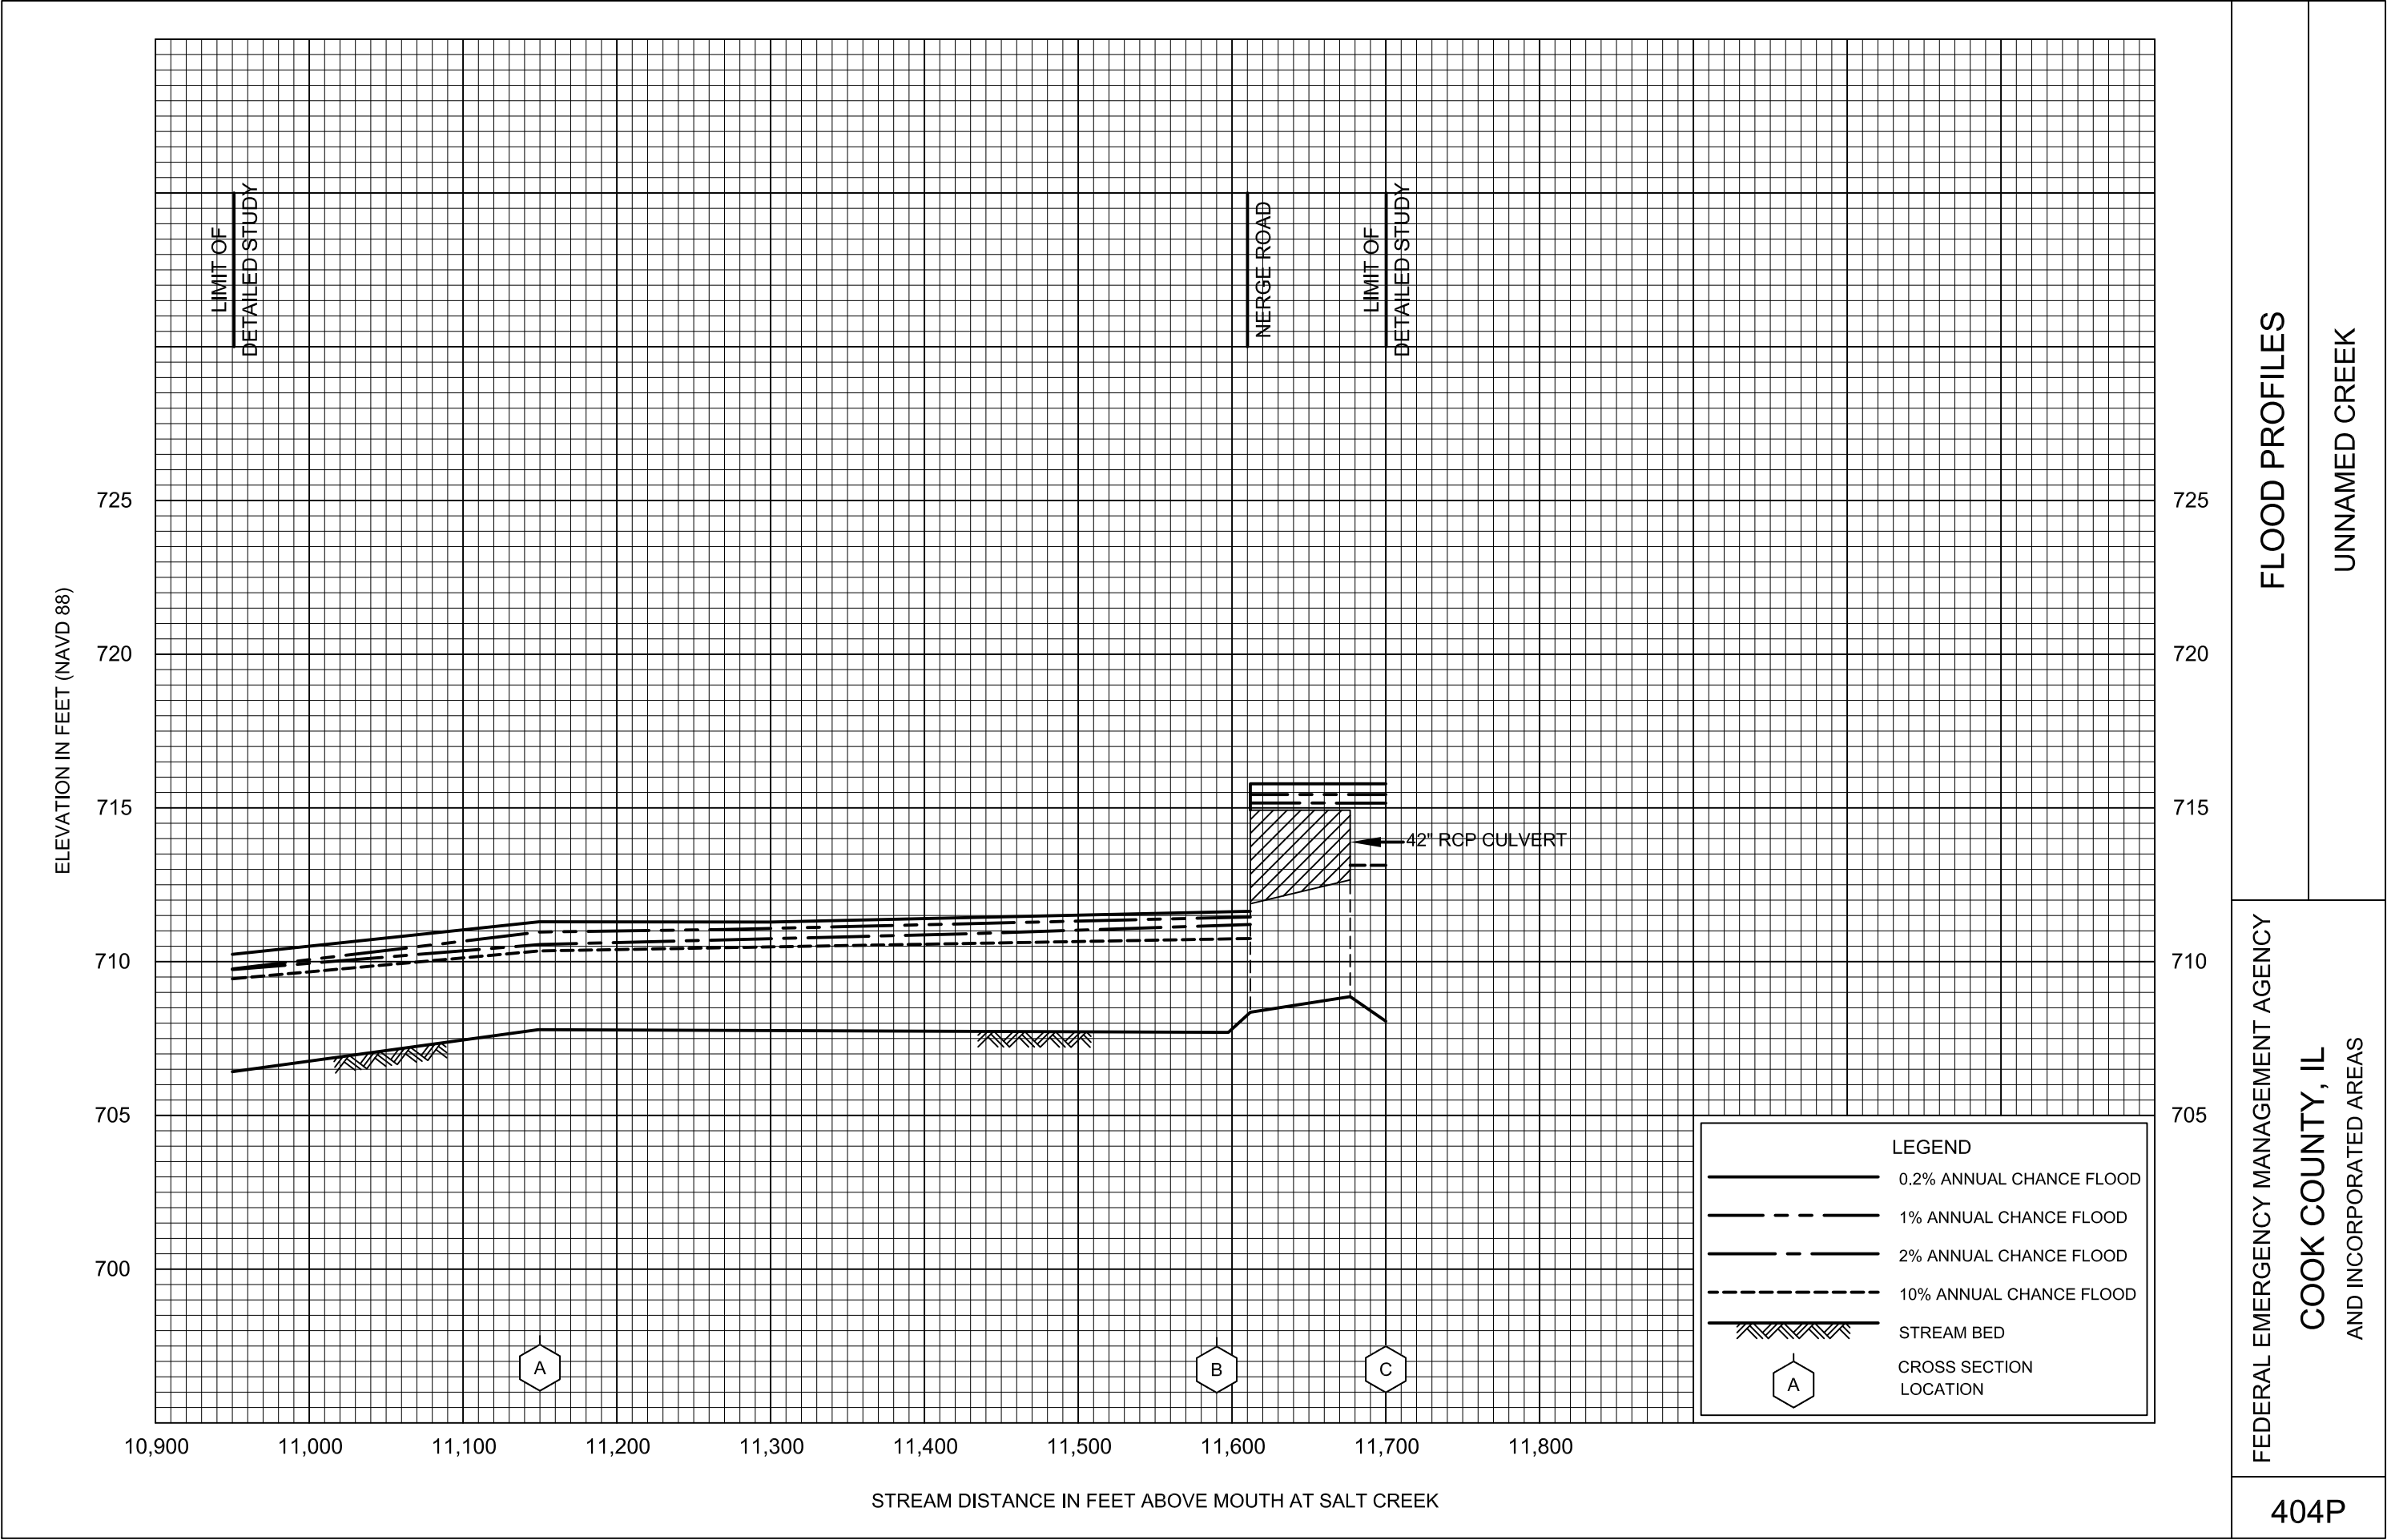 LIMIT OF
DETAILED STUDY
NERGE ROAD
LIMIT OF
DETAILED STUDY
ELEVATION IN FEET (NAVD 88)
725
720
715
710
705
700
725
720
715
710
705
42" RCP CULVERT
A
B
C
10,900
11,000
11,100
11,200
11,300
11,400
11,500
11,600
11,700
11,800
STREAM DISTANCE IN FEET ABOVE MOUTH AT SALT CREEK
LEGEND
0.2% ANNUAL CHANCE FLOOD
1% ANNUAL CHANCE FLOOD
2% ANNUAL CHANCE FLOOD
10% ANNUAL CHANCE FLOOD
STREAM BED
A
CROSS SECTION
LOCATION
FLOOD PROFILES
UNNAMED CREEK
FEDERAL EMERGENCY MANAGEMENT AGENCY
COOK COUNTY, IL
AND INCORPORATED AREAS
404P